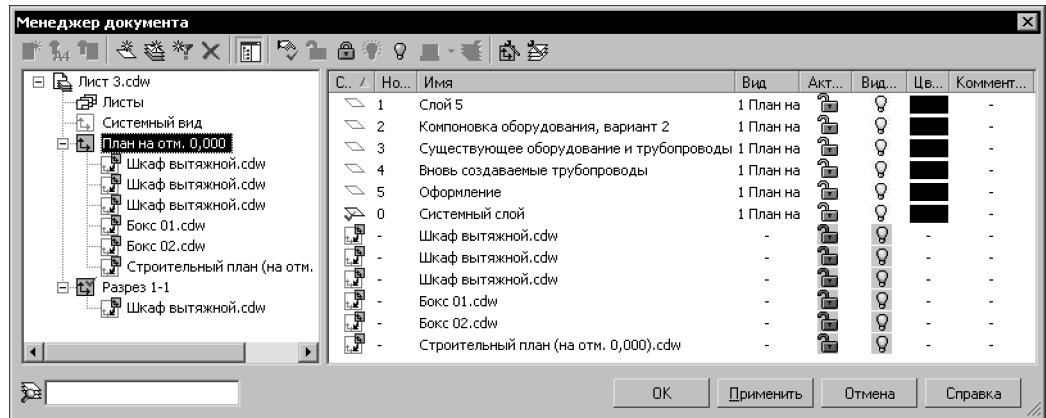 Менеджер документа
Лист 3.cdw
Листы
Системный вид
План на отм. 0,000
Шкаф вытяжной.cdw
Шкаф вытяжной.cdw
Шкаф вытяжной.cdw
Бокс 01.cdw
Бокс 02.cdw
Строительный план (на отм.
Разрез 1-1
Шкаф вытяжной.cdw
С... Но... Имя Вид Акт... Вид... Цв... Коммент...
1 Слой 5 1 План на -
2 Компоновка оборудования, вариант 2 1 План на -
3 Существующее оборудование и трубопроводы 1 План на -
4 Вновь создаваемые трубопроводы 1 План на -
5 Оформление 1 План на -
0 Системный слой 1 План на -
- Шкаф вытяжной.cdw - - -
- Шкаф вытяжной.cdw - - -
- Шкаф вытяжной.cdw - - -
- Бокс 01.cdw - - -
- Бокс 02.cdw - - -
- Строительный план (на отм. 0,000).cdw - - -
OK Применить Отмена Справка